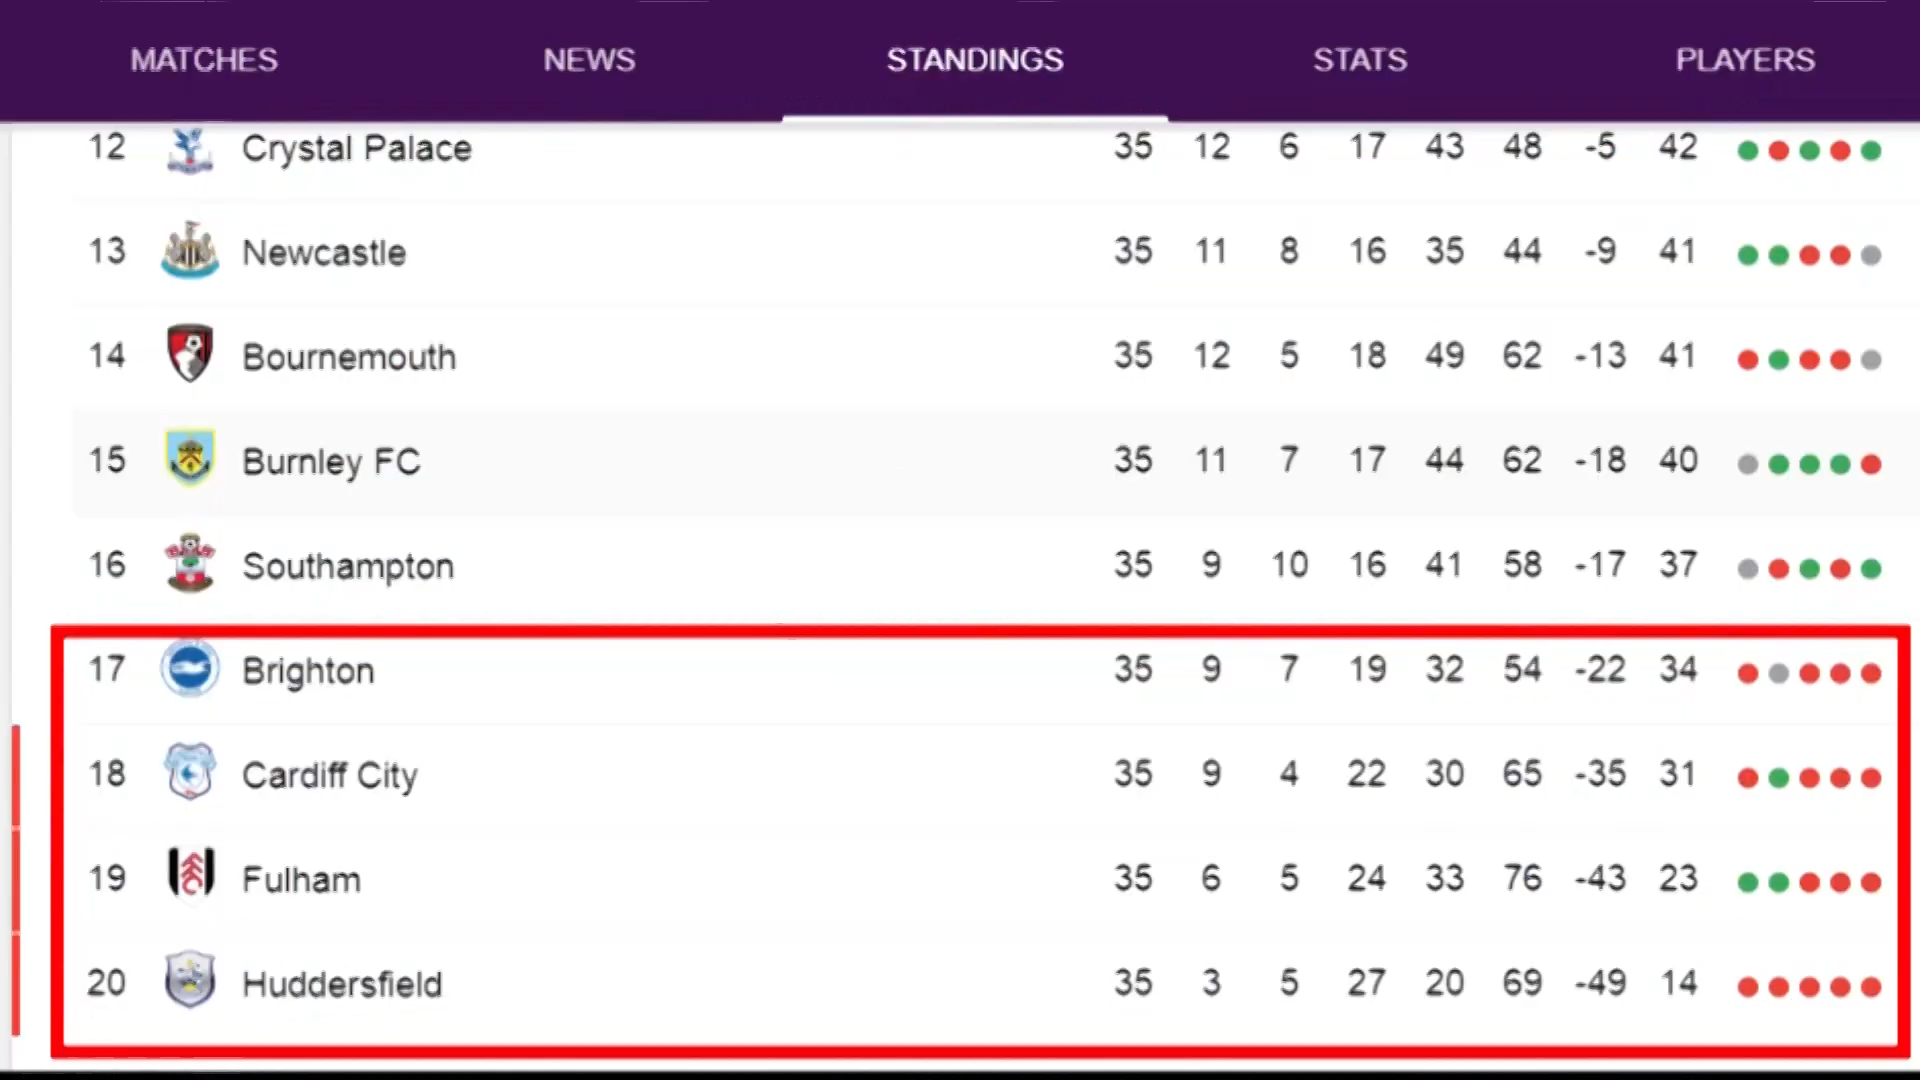 MATCHES NEWS STANDINGS STATS PLAYERS
12 Crystal Palace 35 12 6 17 43 48 -5 42
13 Newcastle 35 11 8 16 35 44 -9 41
14 Bournemouth 35 12 5 18 49 62 -13 41
15 Burnley FC 35 11 7 17 44 62 -18 40
16 Southampton 35 9 10 16 41 58 -17 37
17 Brighton 35 9 7 19 32 54 -22 34
18 Cardiff City 35 9 4 22 30 65 -35 31
19 Fulham 35 6 5 24 33 76 -43 23
20 Huddersfield 35 3 5 27 20 69 -49 14